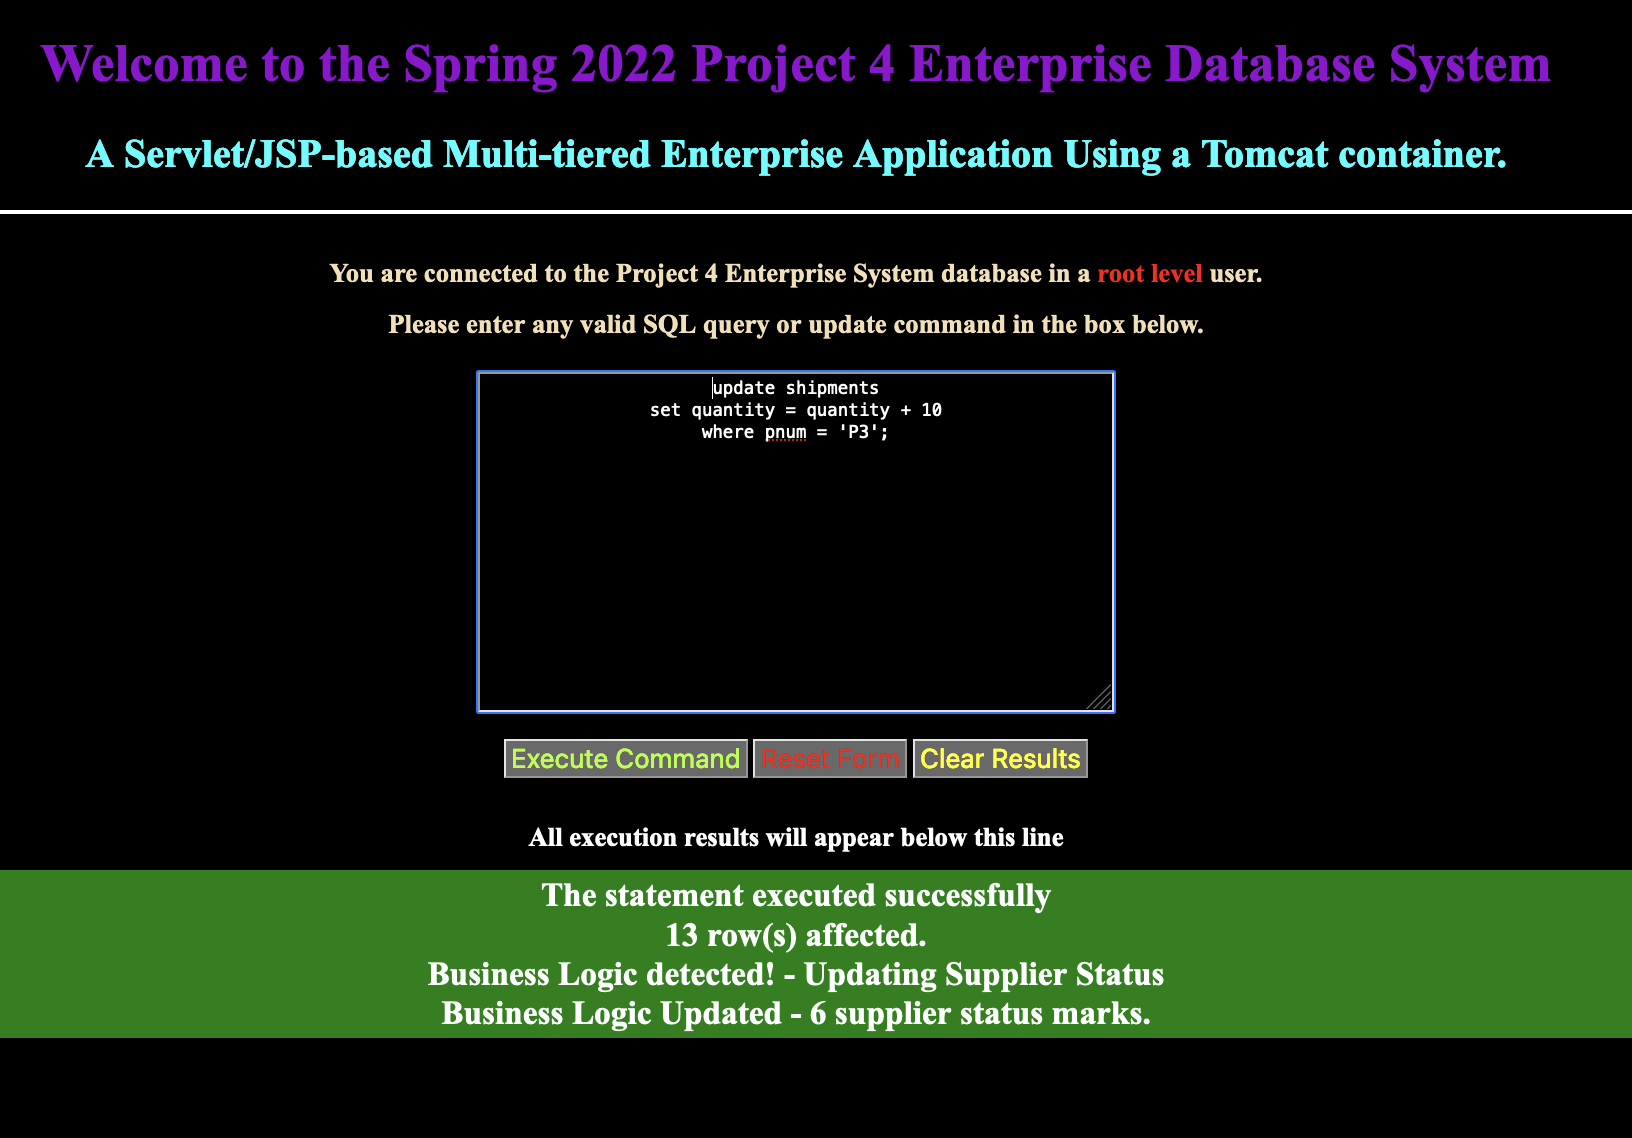 Welcome to the Spring 2022 Project 4 Enterprise Database System
A Servlet/JSP-based Multi-tiered Enterprise Application Using a Tomcat container.
You are connected to the Project 4 Enterprise System database in a root level user.
Please enter any valid SQL query or update command in the box below.
update shipments
set quantity = quantity + 10
where pnum = 'P3';
Execute Command Reset Form Clear Results
All execution results will appear below this line
The statement executed successfully
13 row(s) affected.
Business Logic detected! - Updating Supplier Status
Business Logic Updated - 6 supplier status marks.